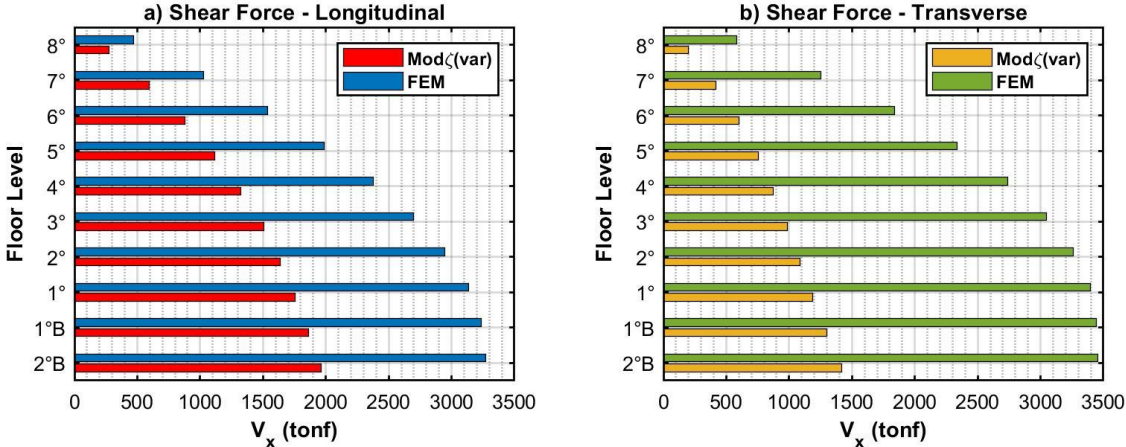 a) Shear Force - Longitudinal
Floor Level
8°
7°
6°
5°
4°
3°
2°
1°
1°B
2°B
Modζ(var)
FEM
0 500 1000 1500 2000 2500 3000 3500
Vₓ (tonf)
b) Shear Force - Transverse
Floor Level
8°
7°
6°
5°
4°
3°
2°
1°
1°B
2°B
Modζ(var)
FEM
0 500 1000 1500 2000 2500 3000 3500
Vₓ (tonf)